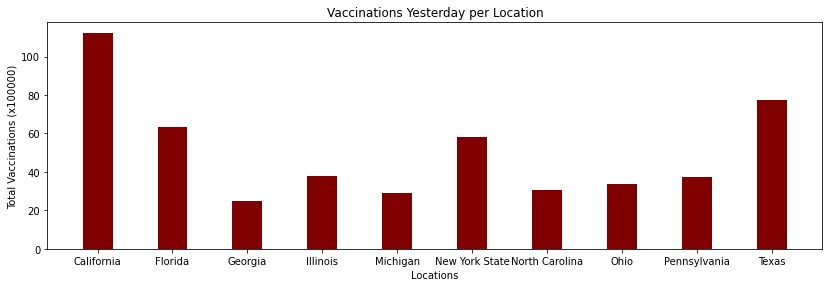 Vaccinations Yesterday per Location
Total Vaccinations (x100000)
100
80
60
40
20
0
California Florida Georgia Illinois Michigan New York State North Carolina Ohio Pennsylvania Texas
Locations